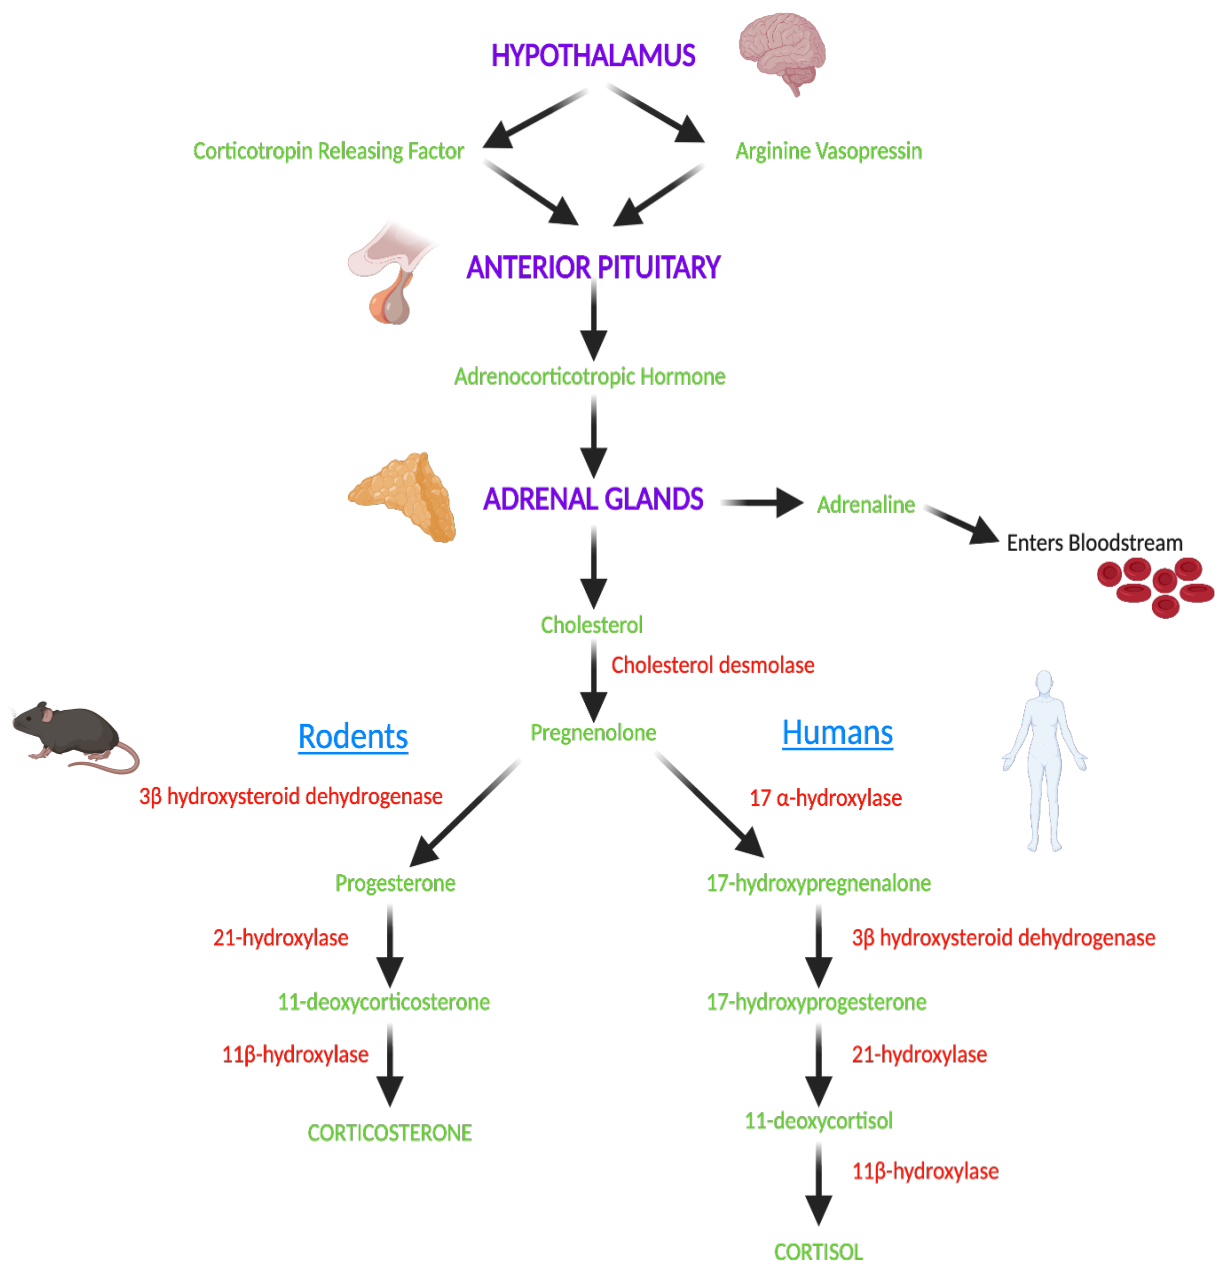 HYPOTHALAMUS
Corticotropin Releasing Factor
Arginine Vasopressin
ANTERIOR PITUITARY
Adrenocorticotropic Hormone
ADRENAL GLANDS
Adrenaline
Enters Bloodstream
Cholesterol
Cholesterol desmolase
Pregnenolone
Rodents
Humans
3β hydroxysteroid dehydrogenase
17 α-hydroxylase
Progesterone
17-hydroxypregnenalone
21-hydroxylase
3β hydroxysteroid dehydrogenase
11-deoxycorticosterone
17-hydroxyprogesterone
11β-hydroxylase
21-hydroxylase
CORTICOSTERONE
11-deoxycortisol
11β-hydroxylase
CORTISOL